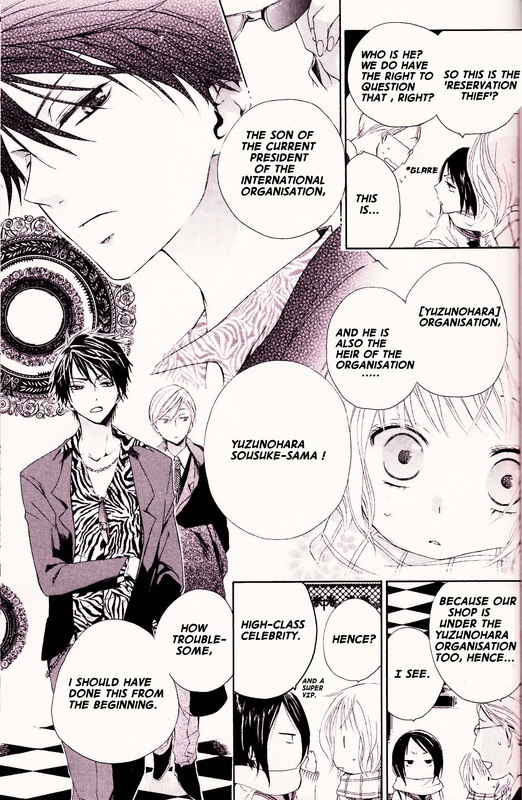 SO THIS IS THE
'RESERVATION
THIEF'?
WHO IS HE?
WE DO HAVE
THE RIGHT TO
QUESTION
THAT , RIGHT?
*GLARE
THIS
IS...
THE SON OF
THE CURRENT
PRESIDENT
OF THE
INTERNATIONAL
ORGANISATION,
[YUZUNOHARA]
ORGANISATION,
AND HE IS
ALSO THE
HEIR OF THE
ORGANISATION
.....
YUZUNOHARA
SOUSUKE-SAMA !
BECAUSE OUR
SHOP IS
UNDER THE
YUZUNOHARA
ORGANISATION
TOO, HENCE...
I SEE.
HENCE?
HIGH-CLASS
CELEBRITY.
AND A
SUPER
VIP.
HOW
TROUBLE-
SOME,
I SHOULD HAVE
DONE THIS FROM
THE BEGINNING.